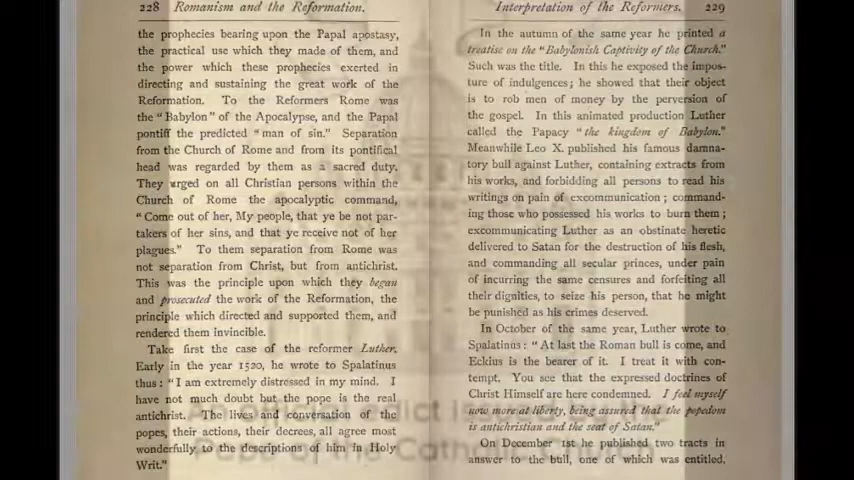 228 Romanism and the Reformation.
the prophecies bearing upon the Papal apostasy,
the practical use which they made of them, and
the power which these prophecies exerted in
directing and sustaining the great work of the
Reformation. To the Reformers Rome was
the "Babylon" of the Apocalypse, and the Papal
pontiff the predicted "man of sin." Separation
from the Church of Rome and from its pontifical
head was regarded by them as a sacred duty.
They urged on all Christian persons within the
Church of Rome the apocalyptic command,
"Come out of her, My people, that ye be not par-
takers of her sins, and that ye receive not of her
plagues." To them separation from Rome was
not separation from Christ, but from antichrist.
This was the principle upon which they began
and prosecuted the work of the Reformation, the
principle which directed and supported them, and
rendered them invincible.
Take first the case of the reformer Luther.
Early in the year 1520, he wrote to Spalatinus
thus: "I am extremely distressed in my mind. I
have not much doubt but the pope is the real
antichrist. The lives and conversation of the
popes, their actions, their decrees, all agree most
wonderfully to the descriptions of him in Holy
Writ."
Interpretation of the Reformers. 229
In the autumn of the same year he printed a
treatise on the "Babylonish Captivity of the Church."
Such was the title. In this he exposed the impos-
ture of indulgences; he showed that their object
is to rob men of money by the perversion of
the gospel. In this animated production Luther
called the Papacy "the kingdom of Babylon."
Meanwhile Leo X. published his famous damna-
tory bull against Luther, containing extracts from
his works, and forbidding all persons to read his
writings on pain of excommunication; command-
ing those who possessed his works to burn them;
excommunicating Luther as an obstinate heretic
delivered to Satan for the destruction of his flesh,
and commanding all secular princes, under pain
of incurring the same censures and forfeiting all
their dignities, to seize his person, that he might
be punished as his crimes deserved.
In October of the same year, Luther wrote to
Spalatinus: "At last the Roman bull is come, and
Eckius is the bearer of it. I treat it with con-
tempt. You see that the expressed doctrines of
Christ Himself are here condemned. I feel myself
now more at liberty, being assured that the popedom
is antichristian and the seat of Satan."
On December 1st he published two tracts in
answer to the bull, one of which was entitled,
Pope of the Catholic Church